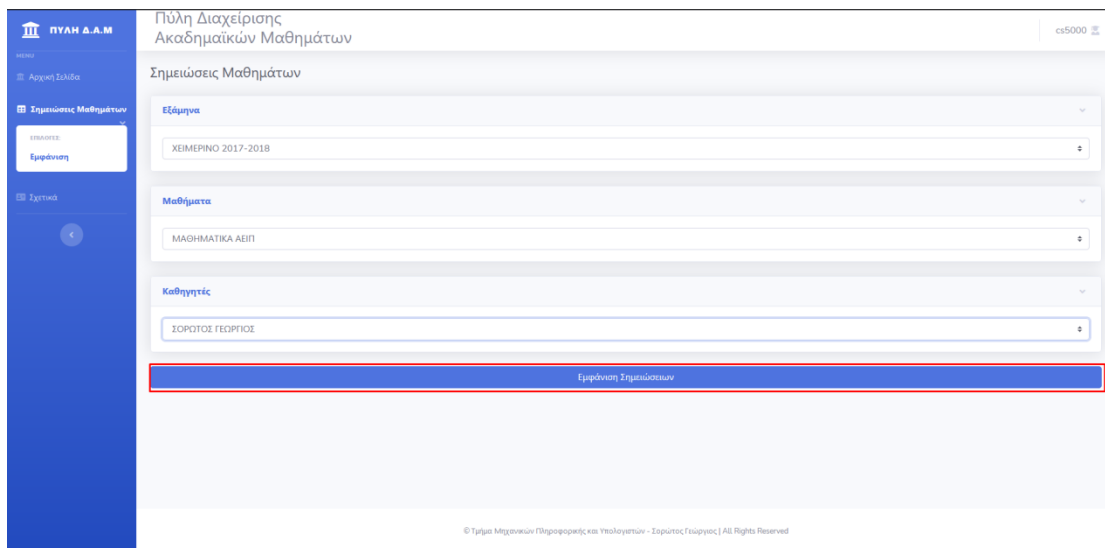 ΠΥΛΗ Δ.Α.Μ
Πύλη Διαχείρισης
Ακαδημαϊκών Μαθημάτων
cs5000
MENU
Αρχική Σελίδα
Σημειώσεις Μαθημάτων
ΕΠΙΛΟΓΕΣ:
Εμφάνιση
Σχετικά
Σημειώσεις Μαθημάτων
Εξάμηνα
ΧΕΙΜΕΡΙΝΟ 2017-2018
Μαθήματα
ΜΑΘΗΜΑΤΙΚΑ ΑΕΙΠ
Καθηγητές
ΣΟΡΩΤΟΣ ΓΕΩΡΓΙΟΣ
Εμφάνιση Σημειώσειων
© Τμήμα Μηχανικών Πληροφορικής και Υπολογιστών - Σορώτος Γεώργιος | All Rights Reserved